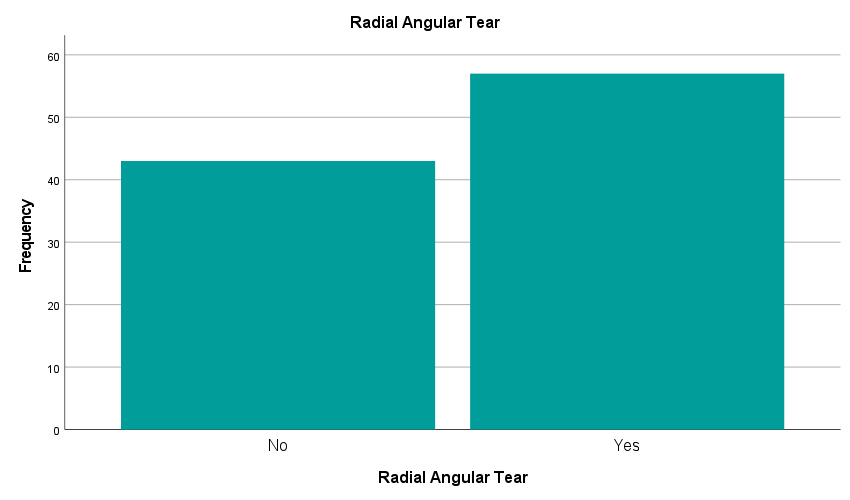 Radial Angular Tear
60
50
40
30
20
10
0
Frequency
No Yes
Radial Angular Tear